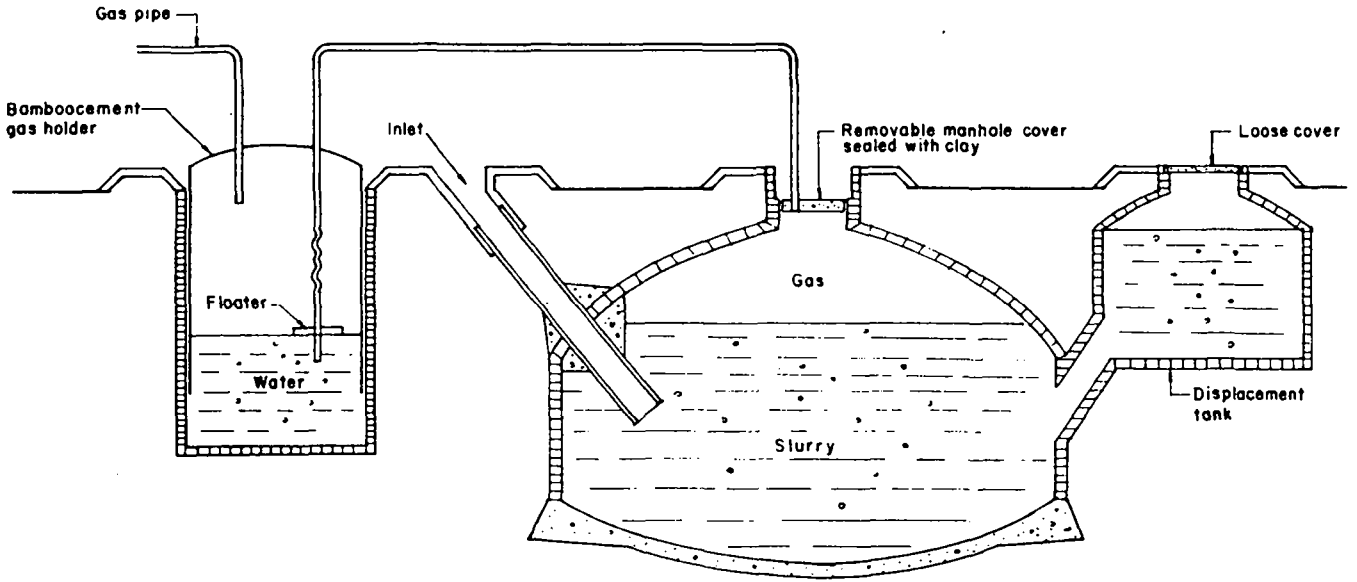 Gas pipe
Bamboocement
gas holder
Inlet
Removable manhole cover
sealed with clay
Loose cover
Floater
Gas
Water
Slurry
Displacement
tank